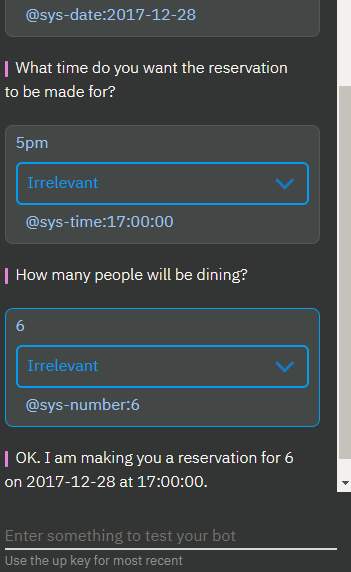 @sys-date:2017-12-28
What time do you want the reservation
to be made for?
5pm
Irrelevant
@sys-time:17:00:00
How many people will be dining?
6
Irrelevant
@sys-number:6
OK. I am making you a reservation for 6
on 2017-12-28 at 17:00:00.
Enter something to test your bot
Use the up key for most recent